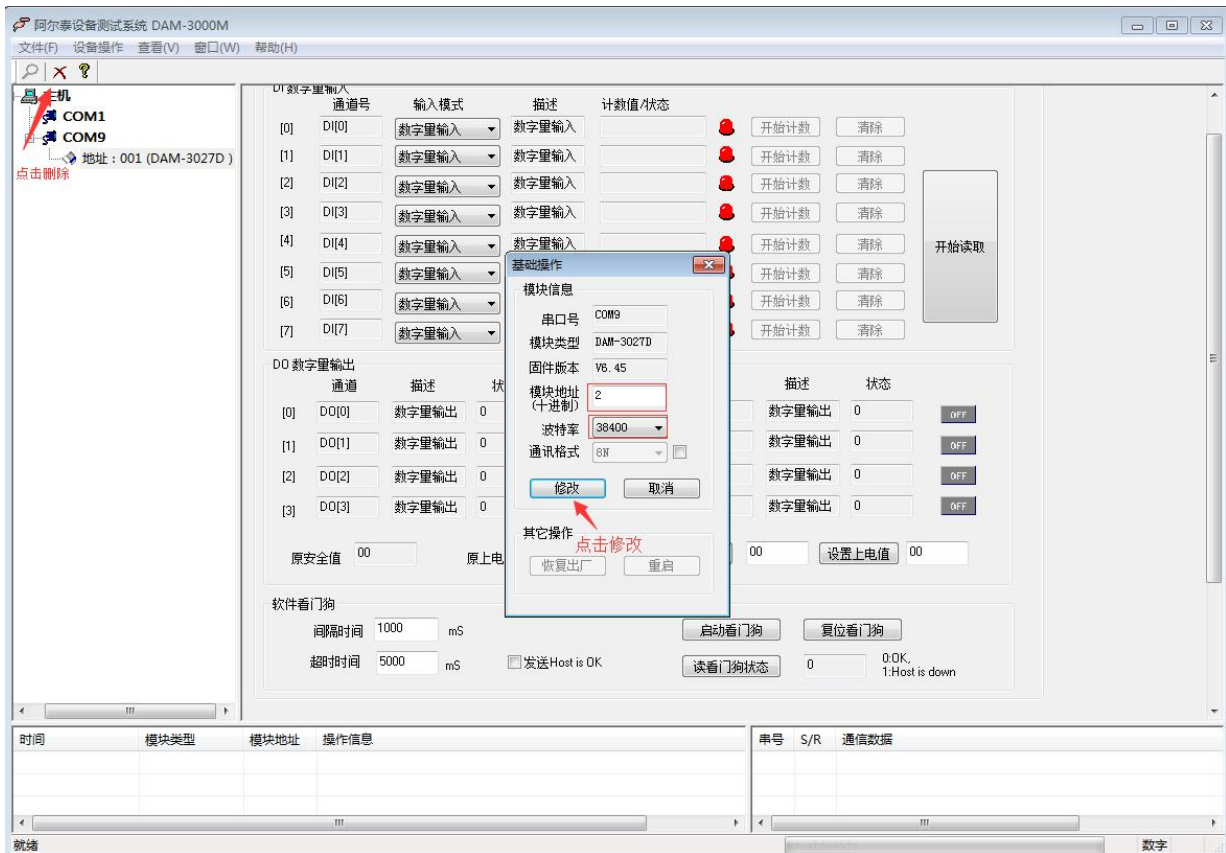 阿尔泰设备测试系统 DAM-3000M
文件(F) 设备操作 查看(V) 窗口(W) 帮助(H)
主机
COM1
COM9
地址：001 (DAM-3027D )
点击删除
DI 数字量输入
通道号 输入模式 描述 计数值/状态
[0] DI[0] 数字量输入 数字量输入 开始计数 清除
[1] DI[1] 数字量输入 数字量输入 开始计数 清除
[2] DI[2] 数字量输入 数字量输入 开始计数 清除
[3] DI[3] 数字量输入 数字量输入 开始计数 清除
[4] DI[4] 数字量输入 数字量输入 开始计数 清除
[5] DI[5] 数字量输入 开始计数 清除
[6] DI[6] 数字量输入 开始计数 清除
[7] DI[7] 数字量输入 开始计数 清除
开始读取
基础操作
模块信息
串口号 COM9
模块类型 DAM-3027D
固件版本 V6.45
模块地址 2
(十进制)
波特率 38400
通讯格式 8N
修改 取消
点击修改
其它操作
恢复出厂 重启
DO 数字量输出
通道 描述 状 描述 状态
[0] DO[0] 数字量输出 0 数字量输出 0 OFF
[1] DO[1] 数字量输出 0 数字量输出 0 OFF
[2] DO[2] 数字量输出 0 数字量输出 0 OFF
[3] DO[3] 数字量输出 0 数字量输出 0 OFF
原安全值 00 原上电 00 设置上电值 00
软件看门狗
间隔时间 1000 mS 启动看门狗 复位看门狗
超时时间 5000 mS 发送Host is OK 读看门狗状态 0 0:OK,
1:Host is down
时间 模块类型 模块地址 操作信息 串号 S/R 通信数据
就绪 数字